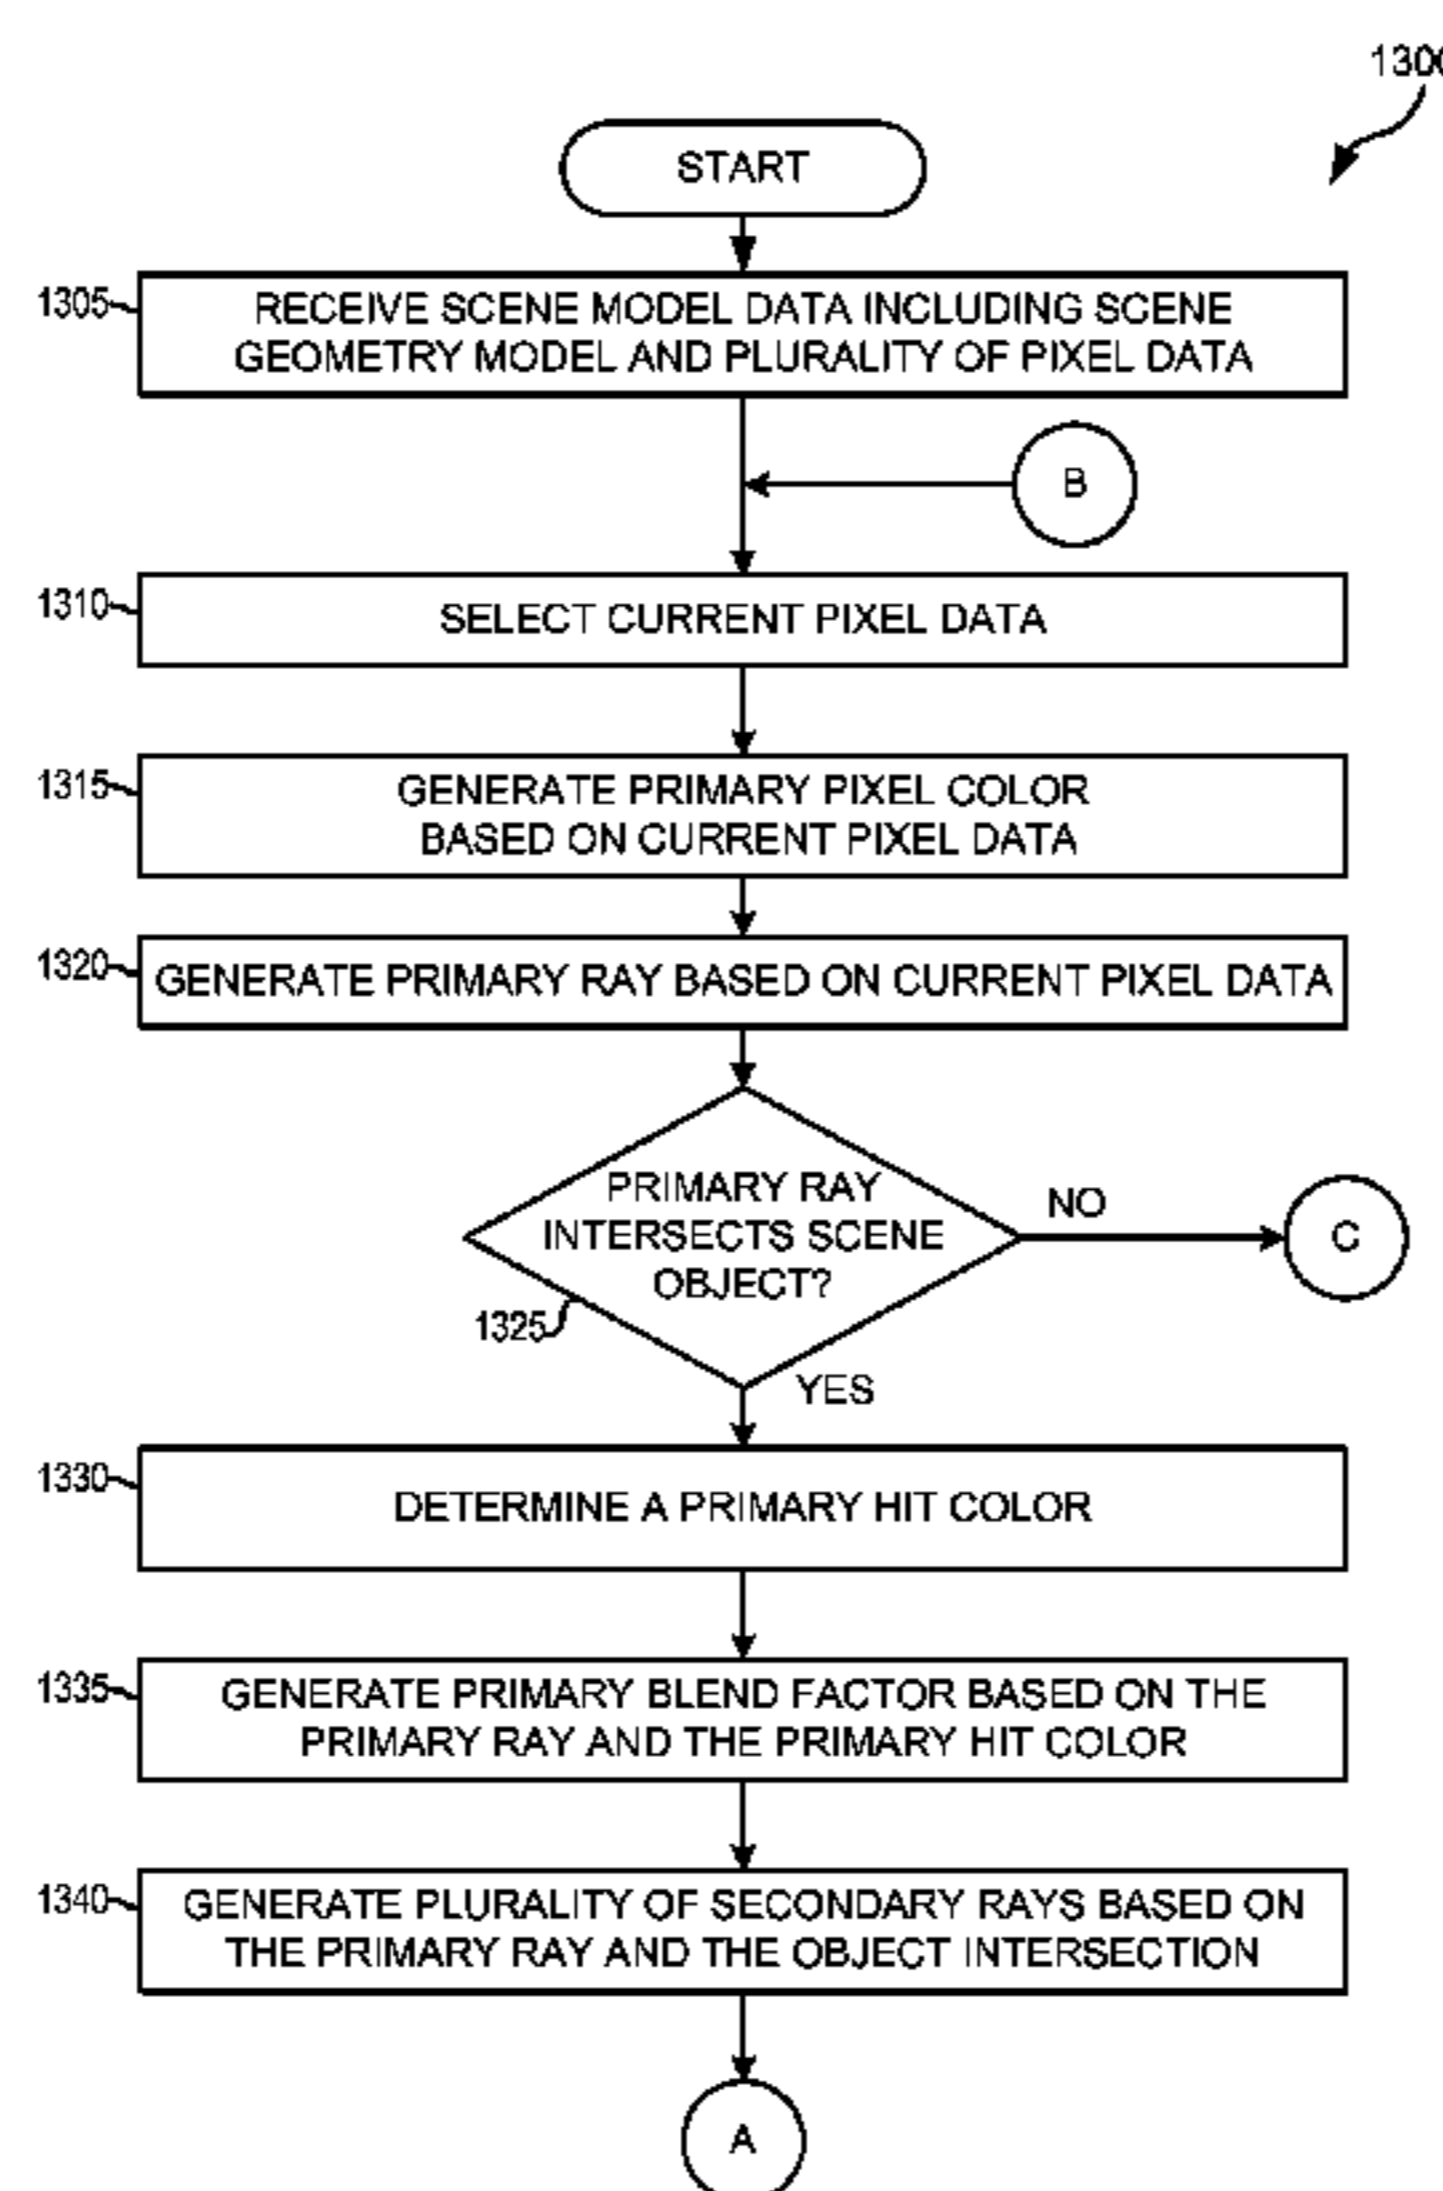 1300
START
1305
RECEIVE SCENE MODEL DATA INCLUDING SCENE
GEOMETRY MODEL AND PLURALITY OF PIXEL DATA
B
1310
SELECT CURRENT PIXEL DATA
1315
GENERATE PRIMARY PIXEL COLOR
BASED ON CURRENT PIXEL DATA
1320
GENERATE PRIMARY RAY BASED ON CURRENT PIXEL DATA
PRIMARY RAY
INTERSECTS SCENE
OBJECT?
NO
C
1325
YES
1330
DETERMINE A PRIMARY HIT COLOR
1335
GENERATE PRIMARY BLEND FACTOR BASED ON THE
PRIMARY RAY AND THE PRIMARY HIT COLOR
1340
GENERATE PLURALITY OF SECONDARY RAYS BASED ON
THE PRIMARY RAY AND THE OBJECT INTERSECTION
A